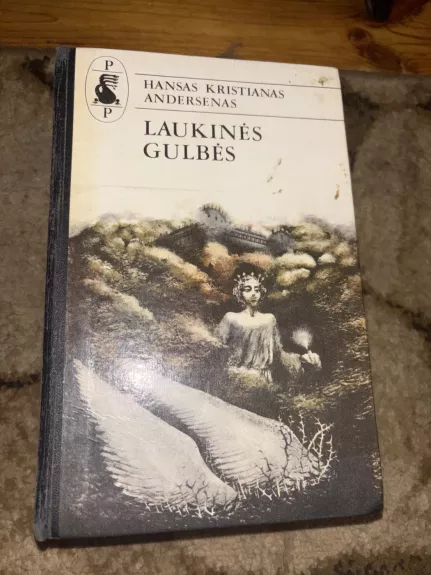 P
P
HANSAS KRISTIANAS
ANDERSENAS
LAUKINĖS
GULBĖS